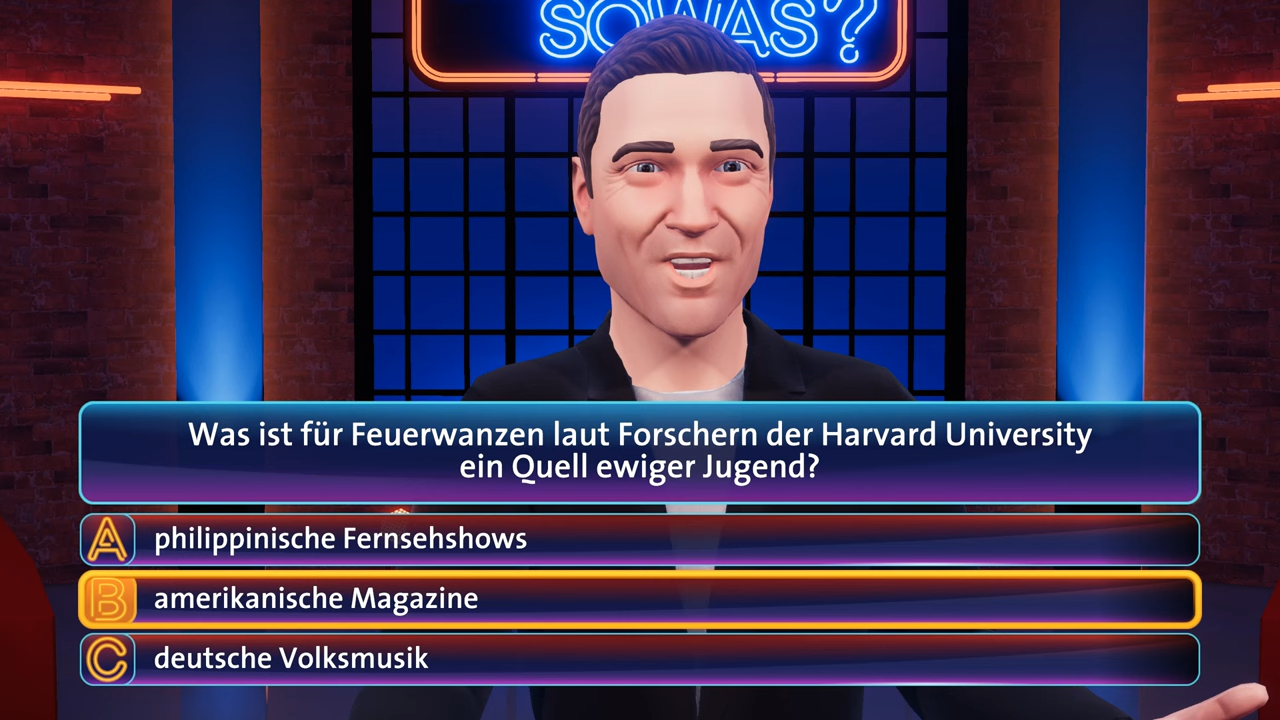 SOWAS?
Was ist für Feuerwanzen laut Forschern der Harvard University
ein Quell ewiger Jugend?
A philippinische Fernsehshows
B amerikanische Magazine
C deutsche Volksmusik